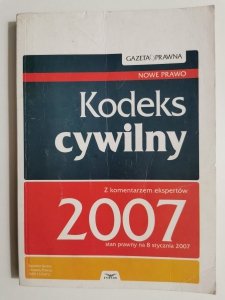 GAZETA PRAWNA
NOWE PRAWO
Kodeks
cywilny
Z komentarzem ekspertów
2007
stan prawny na 8 stycznia 2007